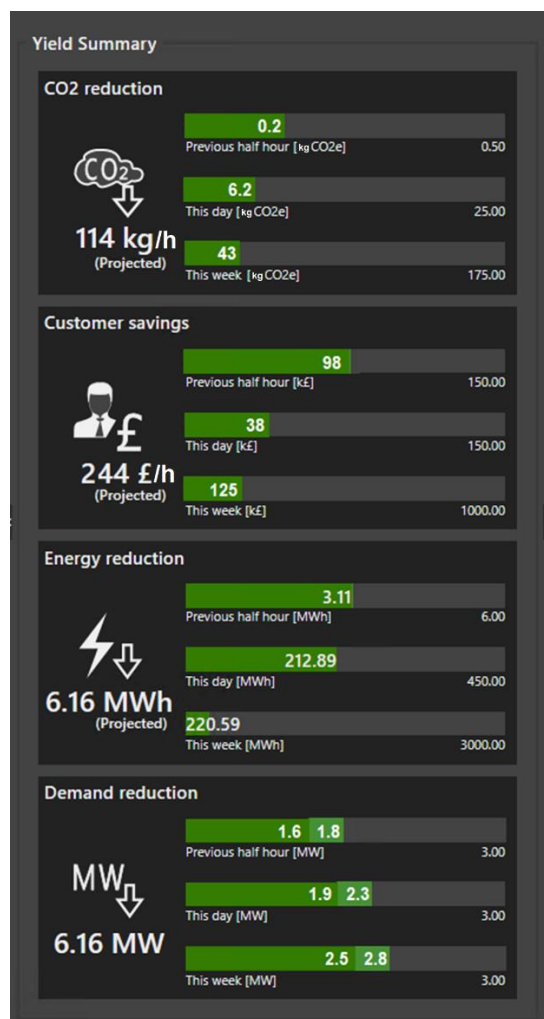 Yield Summary
CO2 reduction
0.2
Previous half hour [kgCO2e] 0.50
CO2
6.2
This day [kgCO2e] 25.00
114 kg/h
(Projected)
43
This week [kgCO2e] 175.00
Customer savings
98
Previous half hour [k£] 150.00
£
38
This day [k£] 150.00
244 £/h
(Projected)
125
This week [k£] 1000.00
Energy reduction
3.11
Previous half hour [MWh] 6.00
212.89
This day [MWh] 450.00
6.16 MWh
(Projected)
220.59
This week [MWh] 3000.00
Demand reduction
1.6 1.8
Previous half hour [MW] 3.00
MW
1.9 2.3
This day [MW] 3.00
6.16 MW
2.5 2.8
This week [MW] 3.00